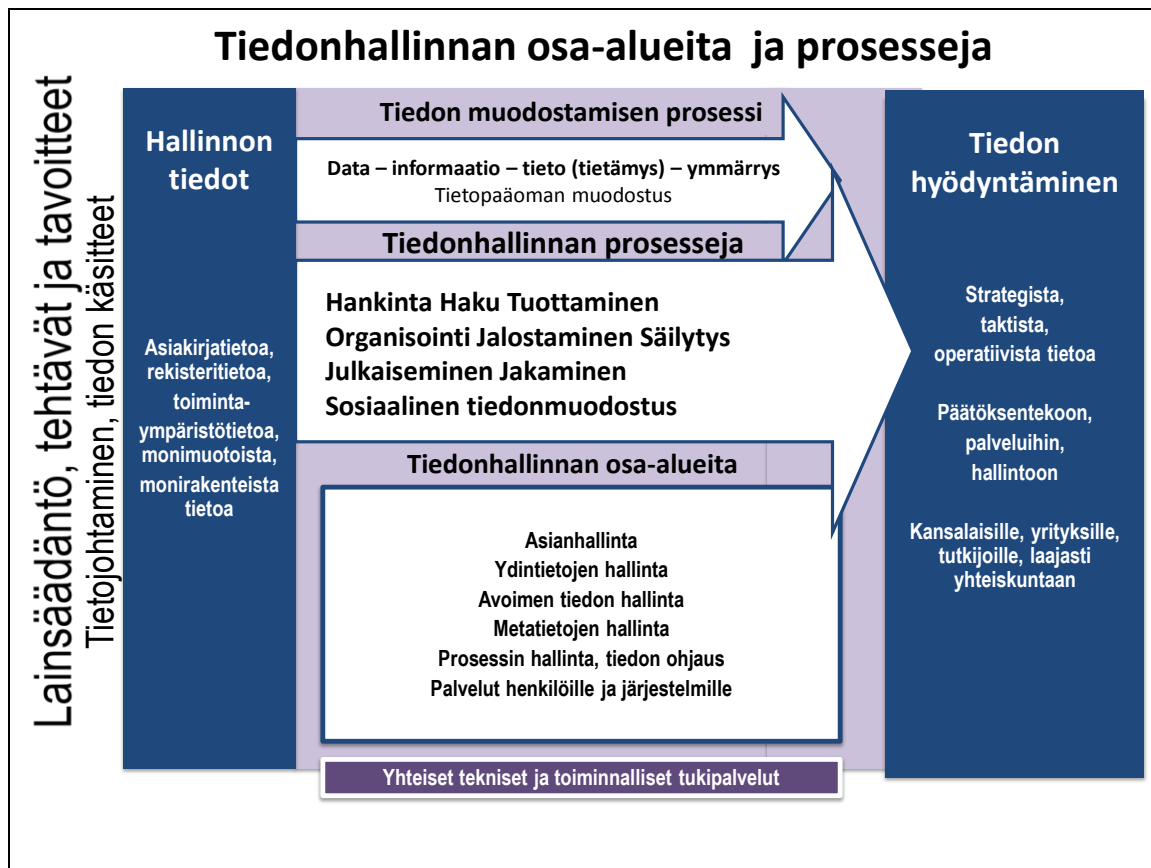 Tiedonhallinnan osa-alueita ja prosesseja
Lainsäädäntö, tehtävät ja tavoitteet
Tietojohtaminen, tiedon käsitteet
Hallinnon
tiedot
Asiakirjatietoa,
rekisteritietoa,
toiminta-
ympäristötietoa,
monimuotoista,
monirakenteista
tietoa
Tiedon muodostamisen prosessi
Data – informaatio – tieto (tietämys) – ymmärrys
Tietopaäoman muodostus
Tiedonhallinnan prosesseja
Hankinta Haku Tuottaminen
Organisointi Jalostaminen Säilytys
Julkaiseminen Jakaminen
Sosiaalinen tiedonmuodostus
Tiedonhallinnan osa-alueita
Asianhallinta
Ydintietojen hallinta
Avoimen tiedon hallinta
Metatietojen hallinta
Prosessin hallinta, tiedon ohjaus
Palvelut henkilöille ja järjestelmille
Yhteiset tekniset ja toiminnalliset tukipalvelut
Tiedon
hyödyntäminen
Strategista,
taktista,
operatiivista tietoa
Päätöksentekoon,
palveluihin,
hallintoon
Kansalaisille, yrityksille,
tutkijoille, laajasti
yhteiskuntaan